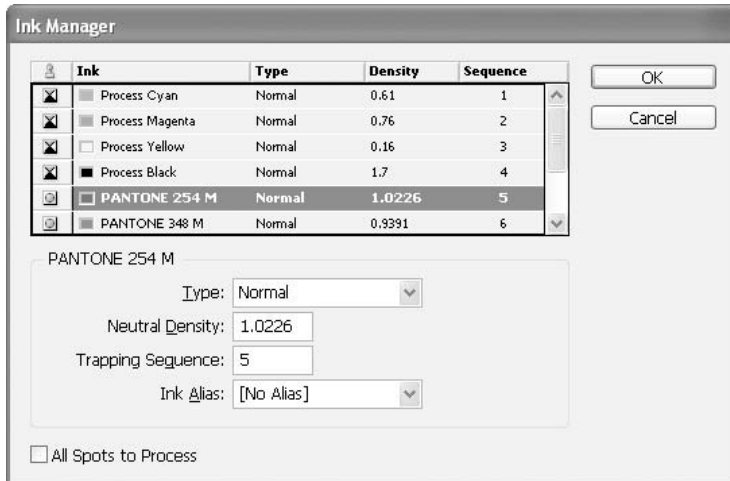 Ink Manager
Ink Type Density Sequence
Process Cyan Normal 0.61 1
Process Magenta Normal 0.76 2
Process Yellow Normal 0.16 3
Process Black Normal 1.7 4
PANTONE 254 M Normal 1.0226 5
PANTONE 348 M Normal 0.9391 6
OK
Cancel
PANTONE 254 M
Type: Normal
Neutral Density: 1.0226
Trapping Sequence: 5
Ink Alias: [No Alias]
All Spots to Process